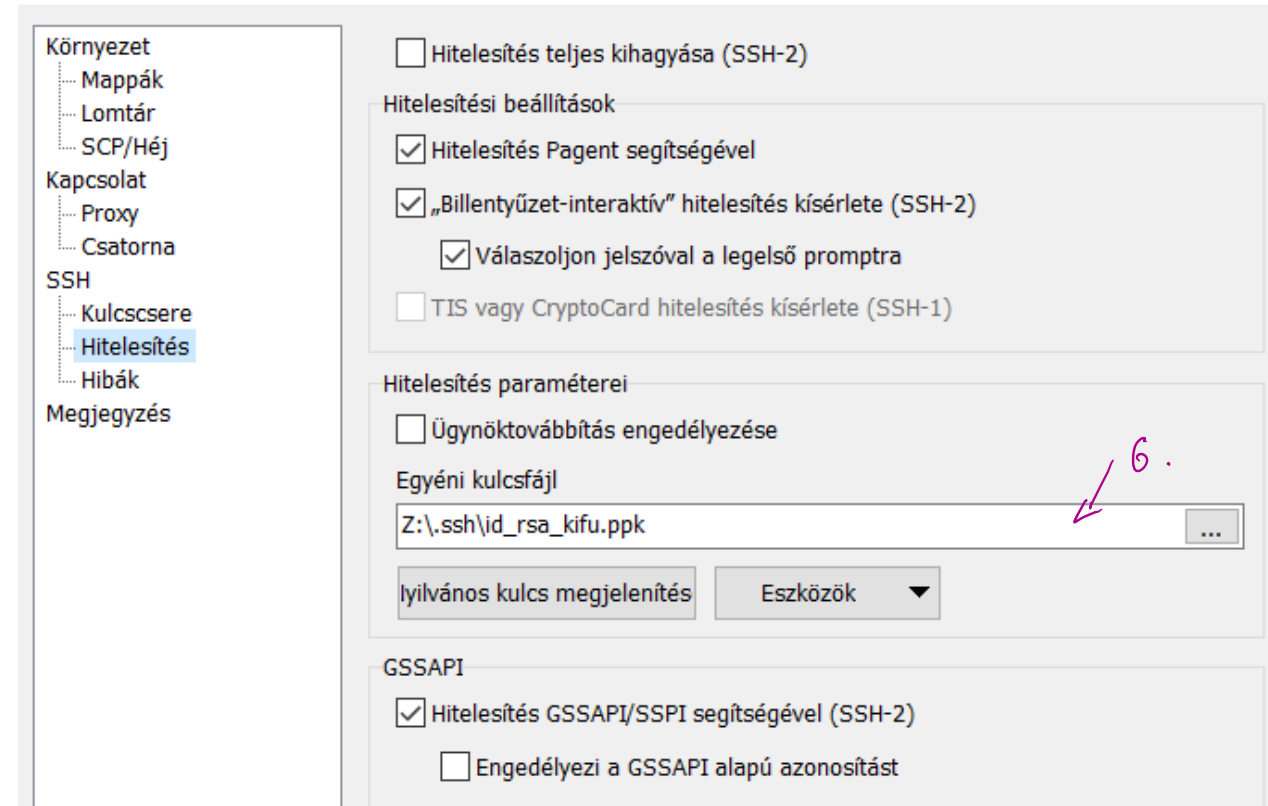 Környezet
Mappák
Lomtár
SCP/Héj
Kapcsolat
Proxy
Csatorna
SSH
Kulcscsere
Hitelesítés
Hibák
Megjegyzés
Hitelesítés teljes kihagyása (SSH-2)
Hitelesítési beállítások
Hitelesítés Pagent segítségével
„Billentyűzet-interaktív” hitelesítés kísérlete (SSH-2)
Válaszoljon jelszóval a legelső promptra
TIS vagy CryptoCard hitelesítés kísérlete (SSH-1)
Hitelesítés paraméterei
Ügynöktovábbítás engedélyezése
6.
Egyéni kulcsfájl
Z:\.ssh\id_rsa_kifu.ppk
...
lyilvános kulcs megjelenítés
Eszközök
GSSAPI
Hitelesítés GSSAPI/SSPI segítségével (SSH-2)
Engedélyezi a GSSAPI alapú azonosítást